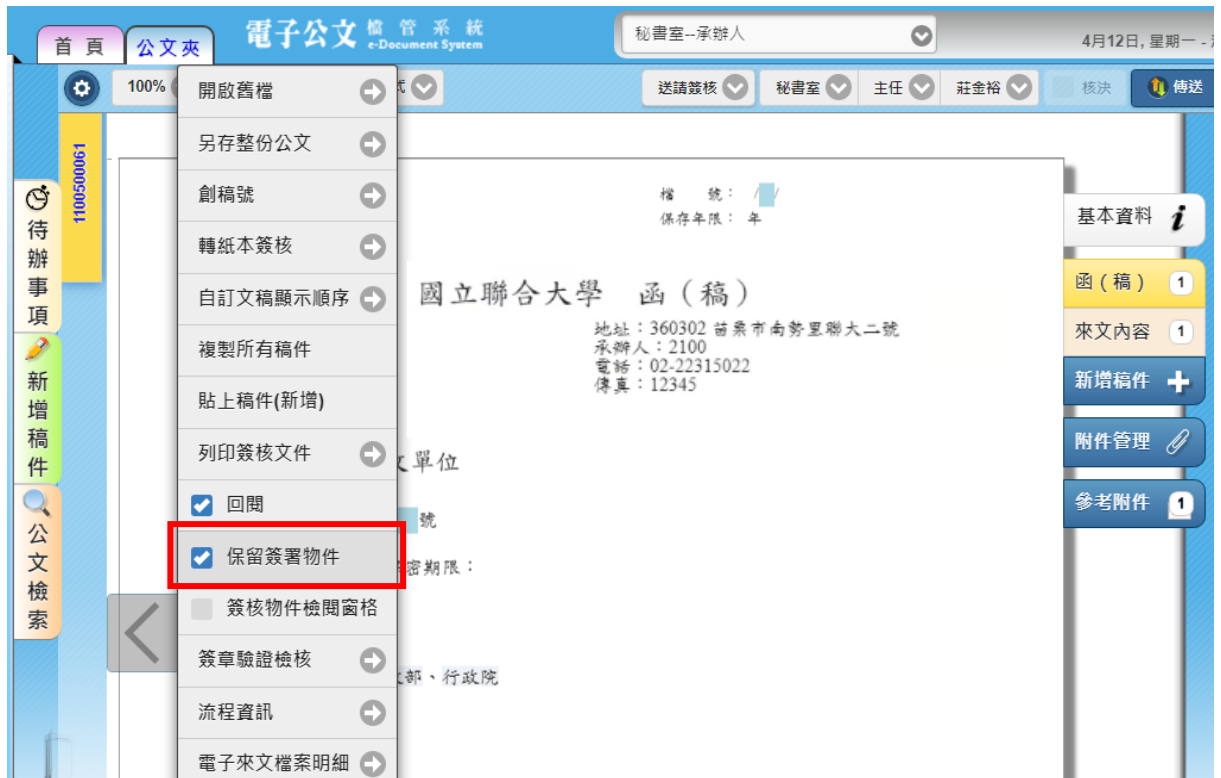 首 頁
公文夾
電子公文 檔管系統
e-Document System
秘書室--承辦人
4月12日, 星期一 -
100%
式
送請簽核
秘書室
主任
莊金裕
核決
傳送
1100500061
待辦事項
新增稿件
公文檢索
開啟舊檔
另存整份公文
創稿號
轉紙本簽核
自訂文稿顯示順序
複製所有稿件
貼上稿件(新增)
列印簽核文件
回閱
保留簽署物件
簽核物件檢閱窗格
簽章驗證檢核
流程資訊
電子來文檔案明細
檔 號： / /
保存年限： 年
國立聯合大學 函（稿）
地址：360302 苗栗市南勢里聯大二號
承辦人：2100
電話：02-22315022
傳真：12345
單位
號
密期限：
部、行政院
基本資料
函（稿） 1
來文內容 1
新增稿件
附件管理
參考附件 1